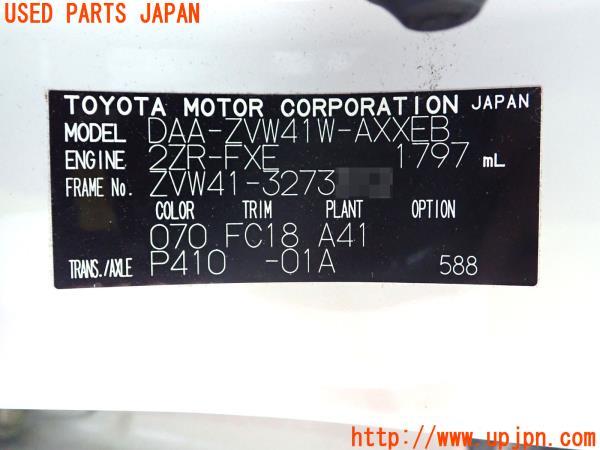 USED PARTS JAPAN
TOYOTA MOTOR CORPORATION JAPAN
MODEL DAA-ZVW41W-AXXEB
ENGINE 2ZR-FXE 1797 mL
FRAME No. ZVW41-3273
COLOR TRIM PLANT OPTION
070 FC18 A41
TRANS./AXLE P410 -01A 588
http://www.upjpn.com/